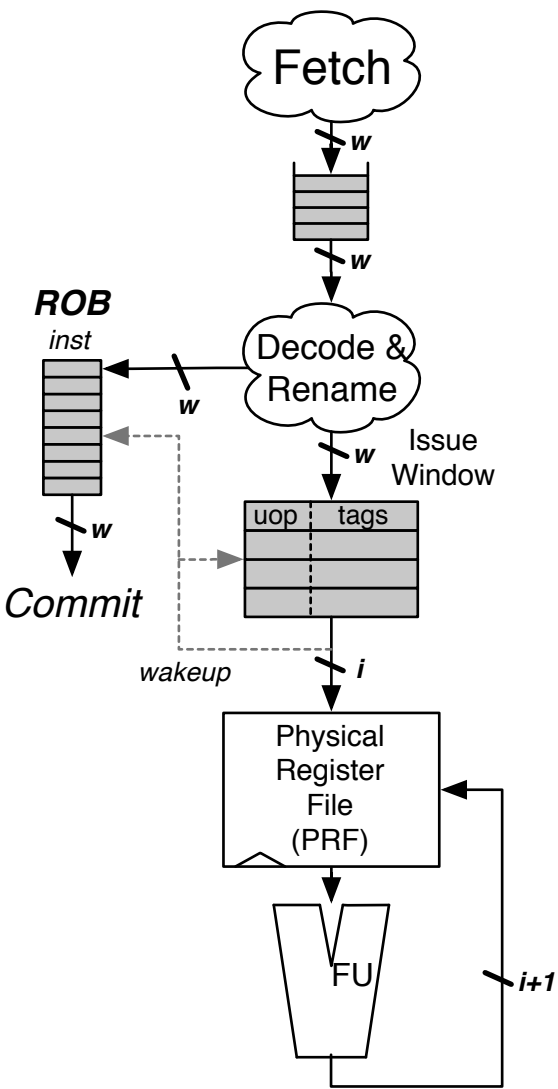 Fetch
w
w
ROB
inst
Decode &
Rename
w
w
Issue
Window
uop tags
w
Commit
wakeup
i
Physical
Register
File
(PRF)
FU
i+1